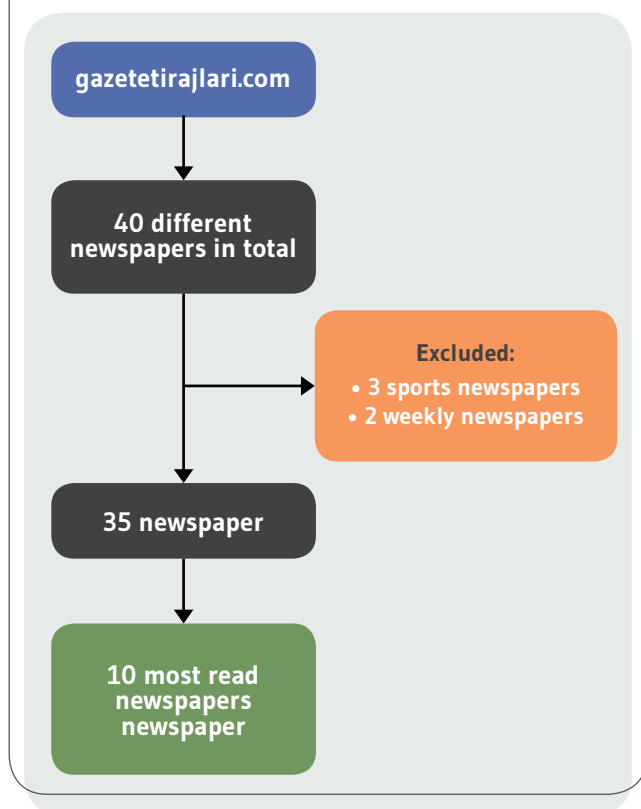 gazetetirajlari.com
40 different
newspapers in total
Excluded:
• 3 sports newspapers
• 2 weekly newspapers
35 newspaper
10 most read
newspapers
newspaper